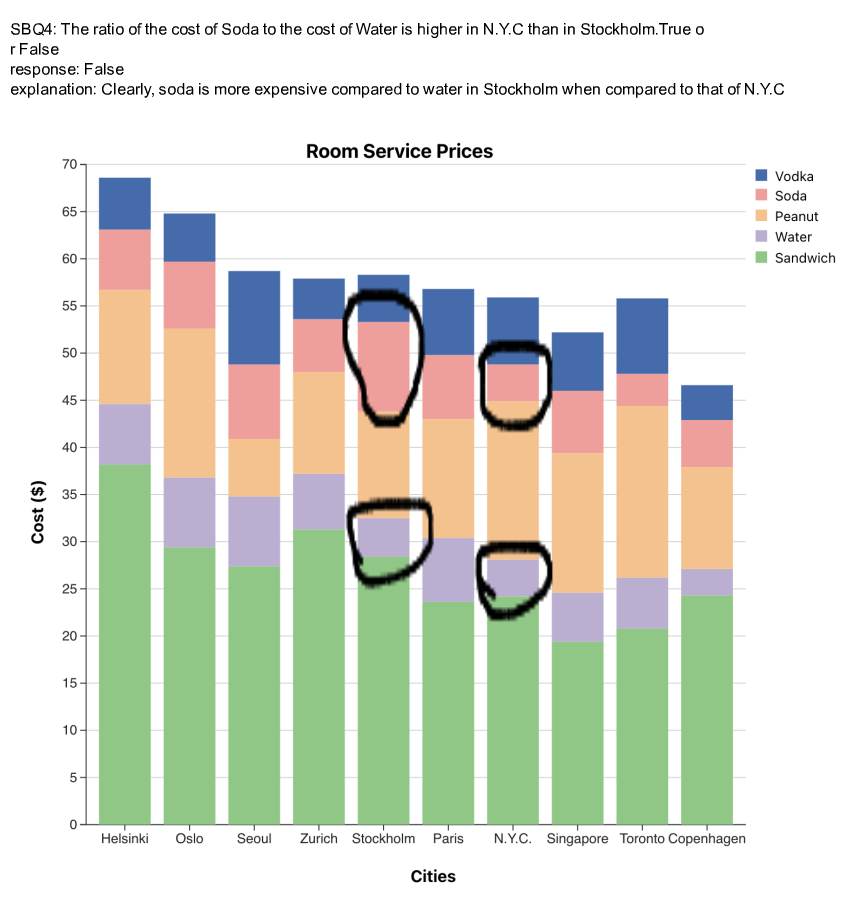 SBQ4: The ratio of the cost of Soda to the cost of Water is higher in N.Y.C than in Stockholm.True o
r False
response: False
explanation: Clearly, soda is more expensive compared to water in Stockholm when compared to that of N.Y.C
Room Service Prices
70
65
60
55
50
45
40
35
30
25
20
15
10
5
0
Cost ($)
Vodka
Soda
Peanut
Water
Sandwich
Helsinki Oslo Seoul Zurich Stockholm Paris N.Y.C. Singapore Toronto Copenhagen
Cities